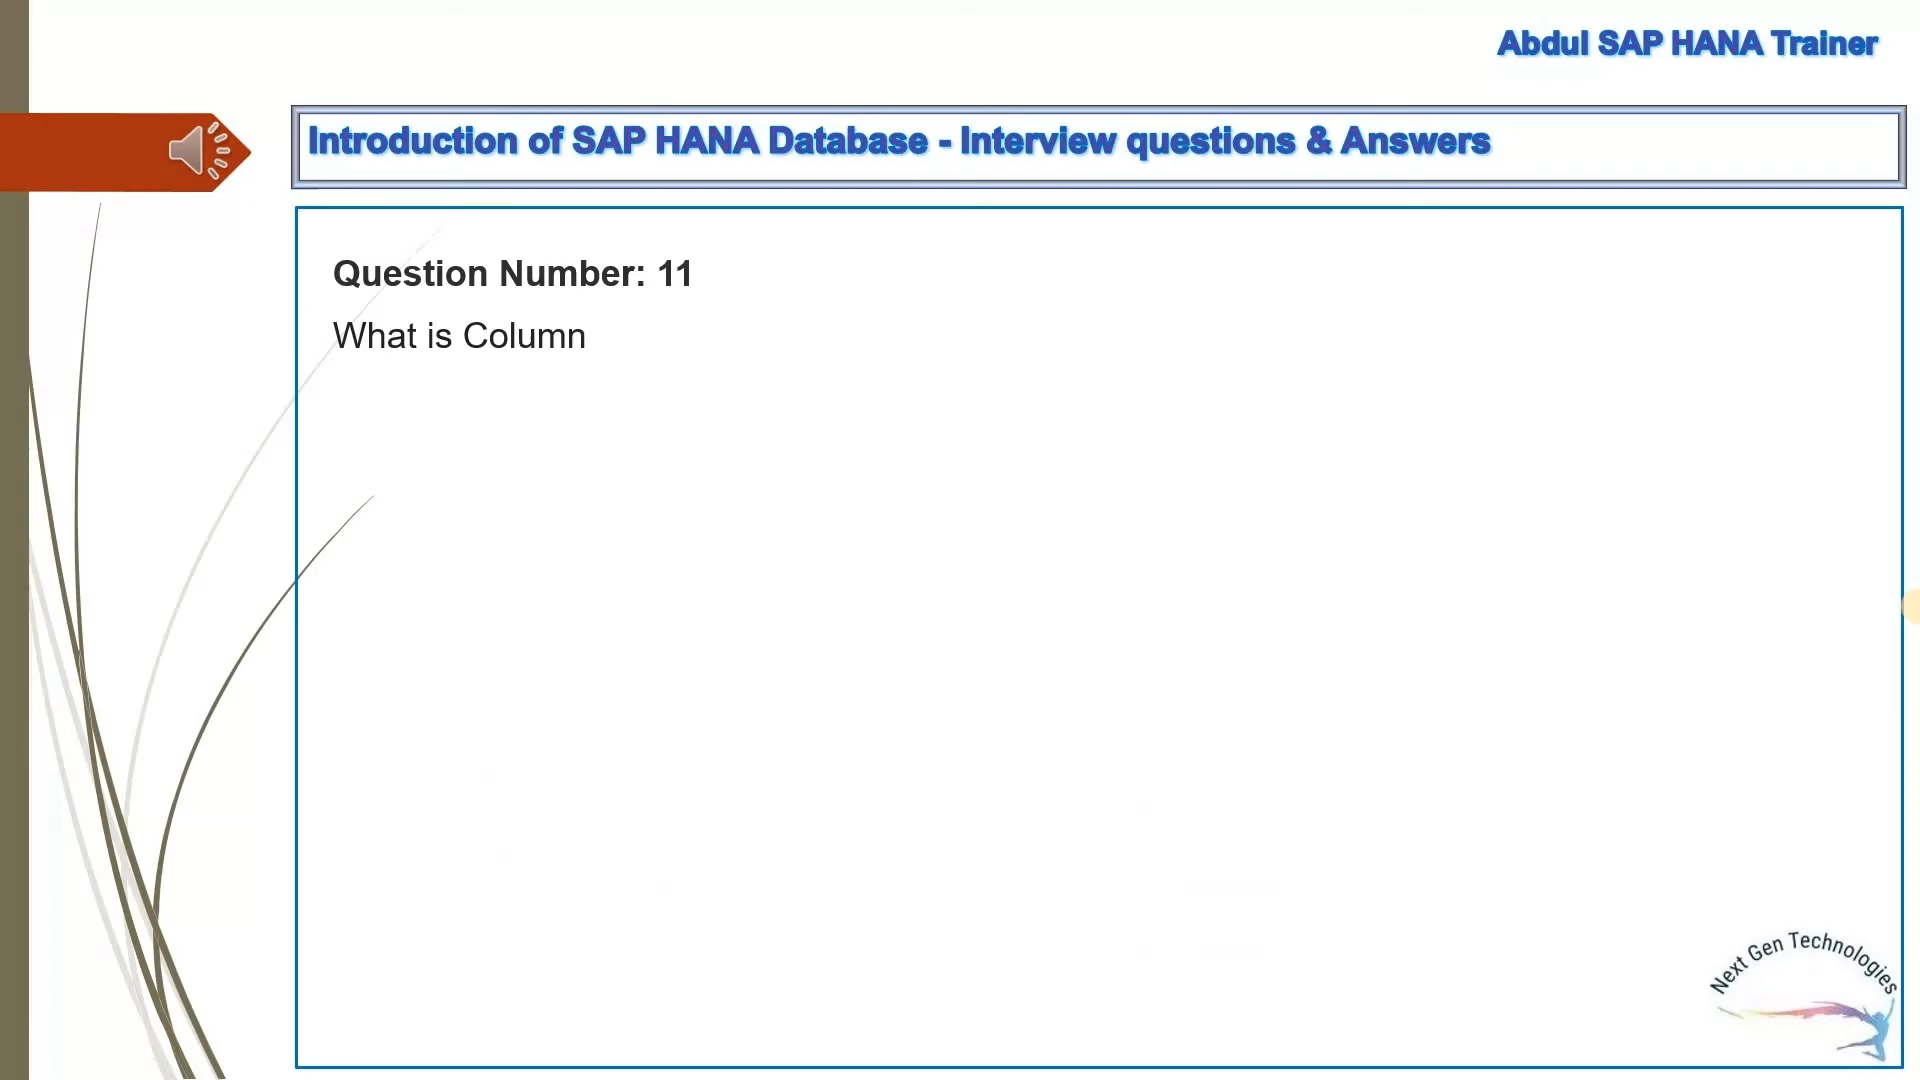 Abdul SAP HANA Trainer
Introduction of SAP HANA Database - Interview questions & Answers
Question Number: 11
What is Column
Next Gen Technologies